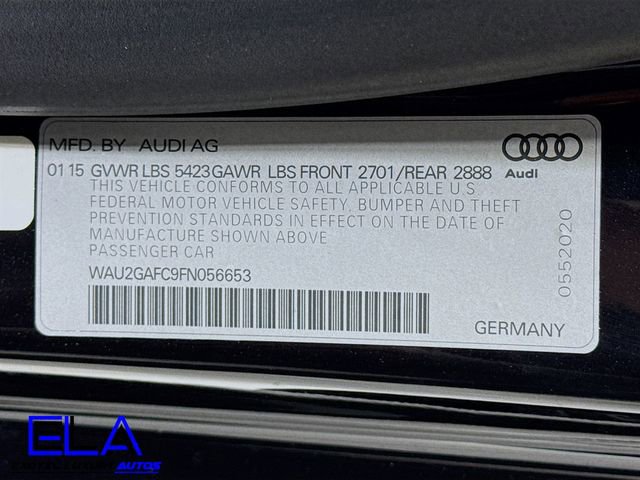 MFD. BY AUDI AG
01 15 GVWR LBS 5423 GAWR LBS FRONT 2701/REAR 2888
Audi
THIS VEHICLE CONFORMS TO ALL APPLICABLE U.S.
FEDERAL MOTOR VEHICLE SAFETY, BUMPER AND THEFT
PREVENTION STANDARDS IN EFFECT ON THE DATE OF
MANUFACTURE SHOWN ABOVE
PASSENGER CAR
WAU2GAFC9FN056653
0552020
GERMANY
ELA
EXOTIC LUXURY AUTOS